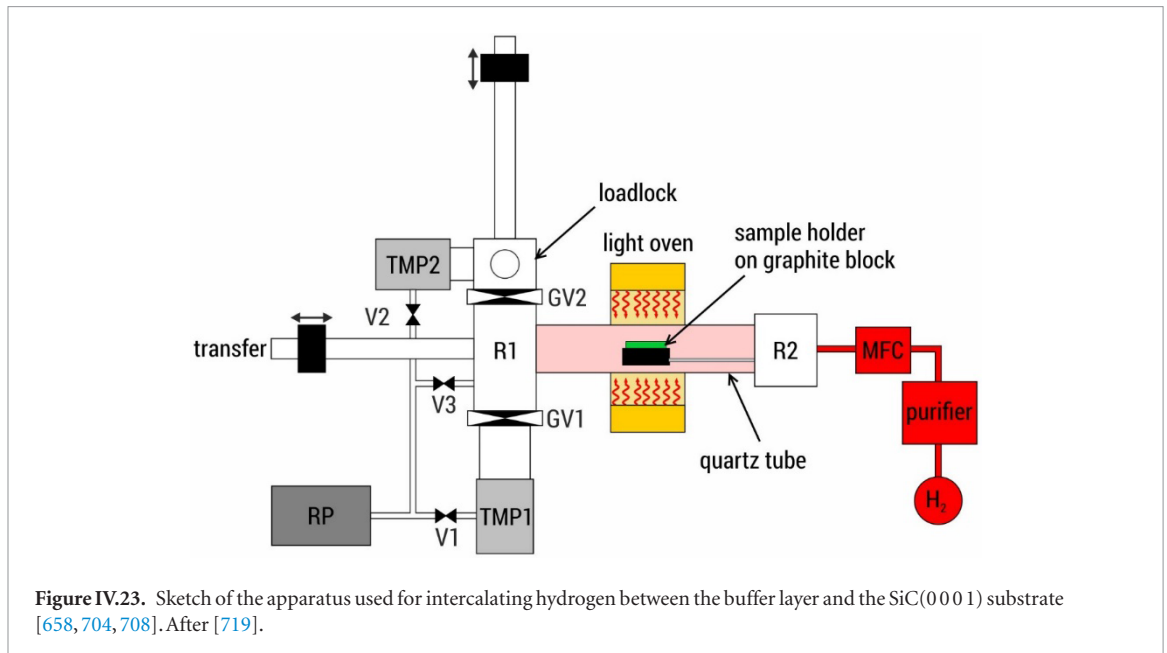 loadlock
light oven
sample holder
on graphite block
TMP2
GV2
V2
transfer
R1
R2
MFC
V3
GV1
purifier
quartz tube
RP
TMP1
V1
H₂
Figure IV.23. Sketch of the apparatus used for intercalating hydrogen between the buffer layer and the SiC(0 0 0 1) substrate
[658, 704, 708]. After [719].